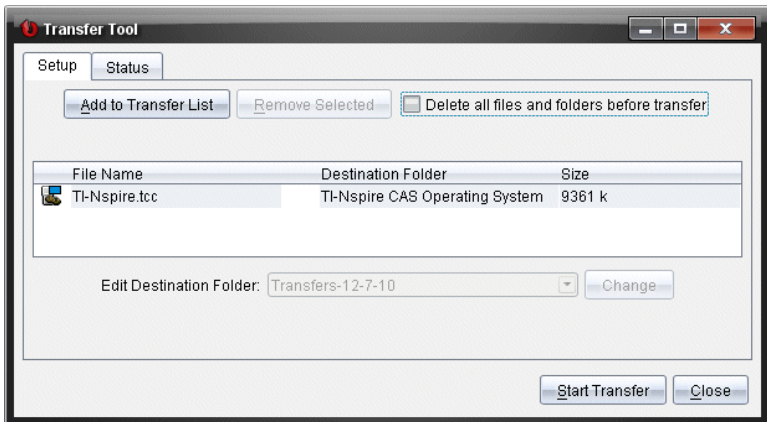 Transfer Tool
Setup Status
Add to Transfer List Remove Selected Delete all files and folders before transfer
File Name Destination Folder Size
TI-Nspire.tcc TI-Nspire CAS Operating System 9361 k
Edit Destination Folder: Transfers-12-7-10 Change
Start Transfer Close